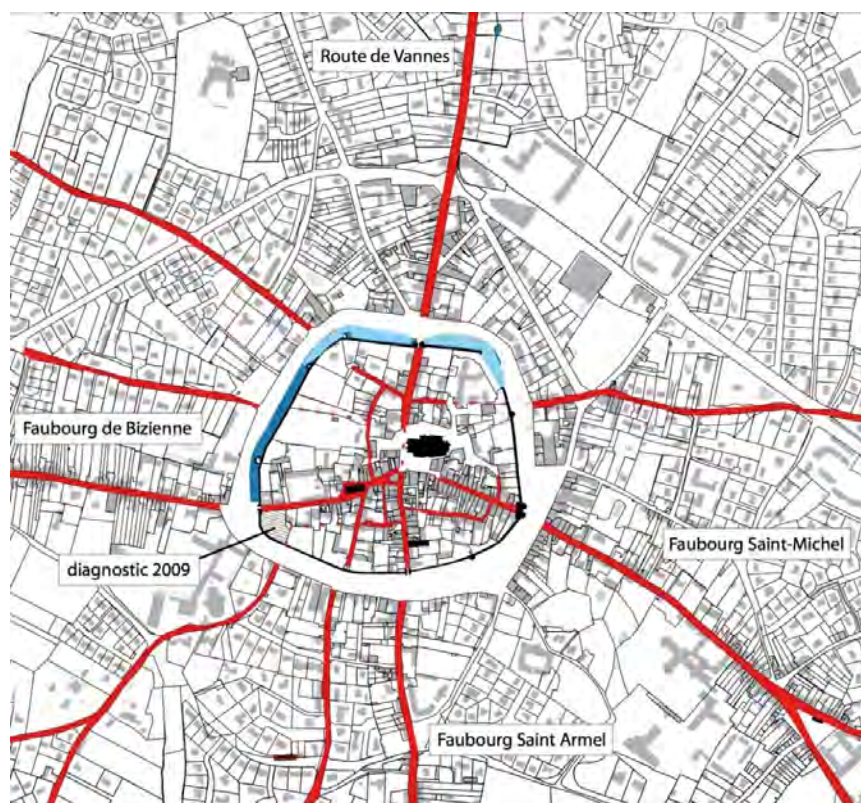 Route de Vannes
Faubourg de Bizienne
Faubourg Saint-Michel
diagnostic 2009
Faubourg Saint Armel